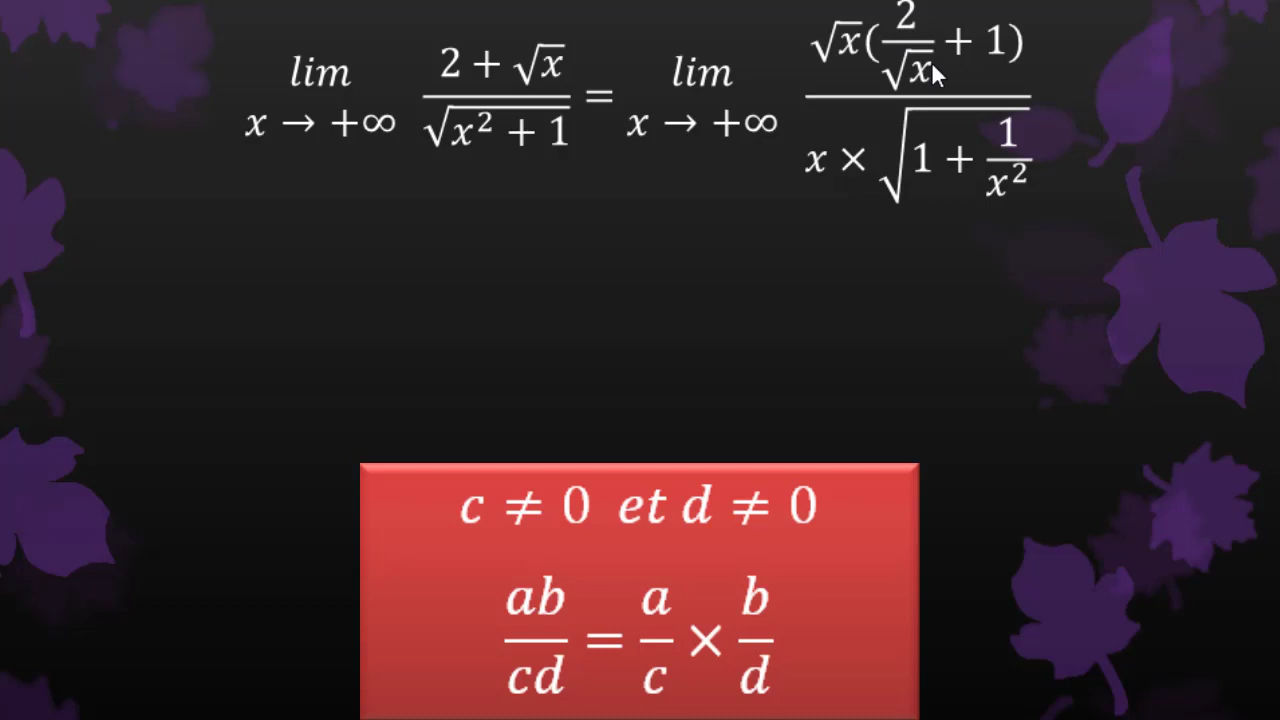 lim x → +∞ (2 + √x)/(√(x² + 1)) = lim x → +∞ (√x(2/√x + 1))/(x × √(1 + 1/x²))
c ≠ 0 et d ≠ 0
ab/cd = a/c × b/d